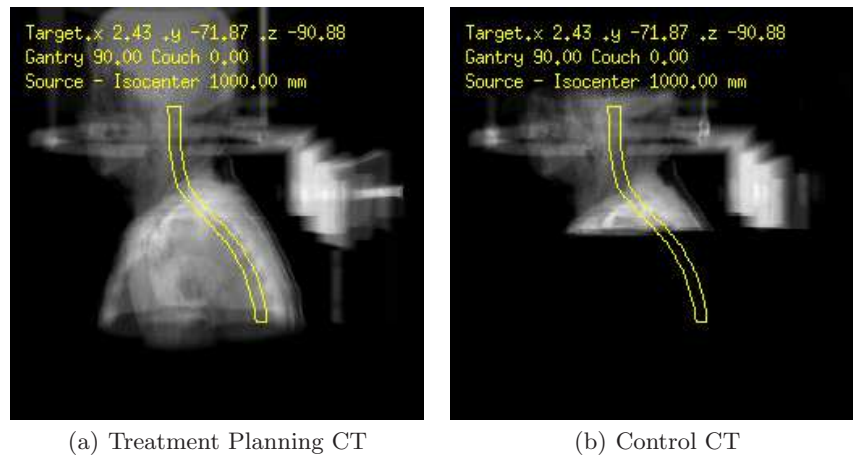 Target.x 2.43 .y -71.87 .z -90.88
Gantry 90.00 Couch 0.00
Source - Isocenter 1000.00 mm
Target.x 2.43 .y -71.87 .z -90.88
Gantry 90.00 Couch 0.00
Source - Isocenter 1000.00 mm
(a) Treatment Planning CT
(b) Control CT